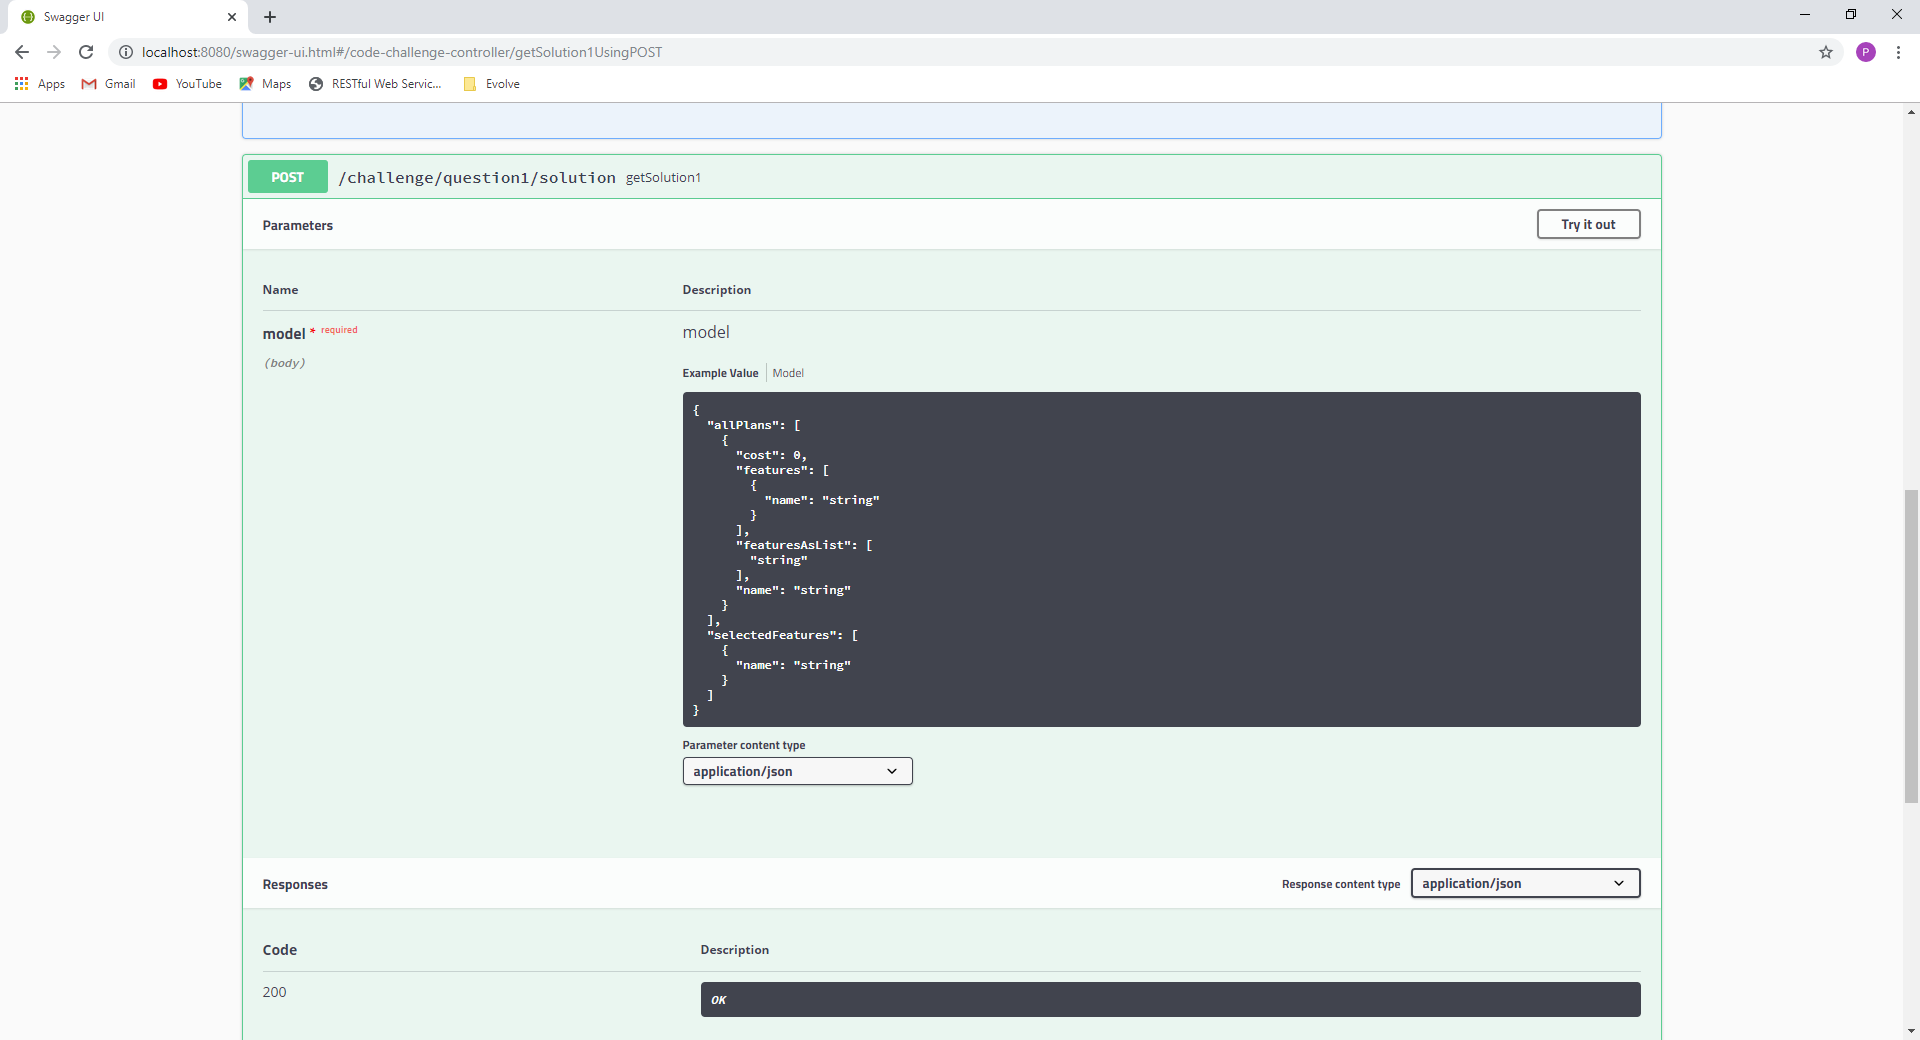 Swagger UI
localhost:8080/swagger-ui.html#/code-challenge-controller/getSolution1UsingPOST
P
Apps Gmail YouTube Maps RESTful Web Servic... Evolve
POST /challenge/question1/solution getSolution1
Parameters Try it out
Name Description
model * required model
(body)
Example Value Model
{
"allPlans": [
{
"cost": 0,
"features": [
{
"name": "string"
}
],
"featuresAsList": [
"string"
],
"name": "string"
}
],
"selectedFeatures": [
{
"name": "string"
}
]
}
Parameter content type
application/json
Responses Response content type application/json
Code Description
200 OK